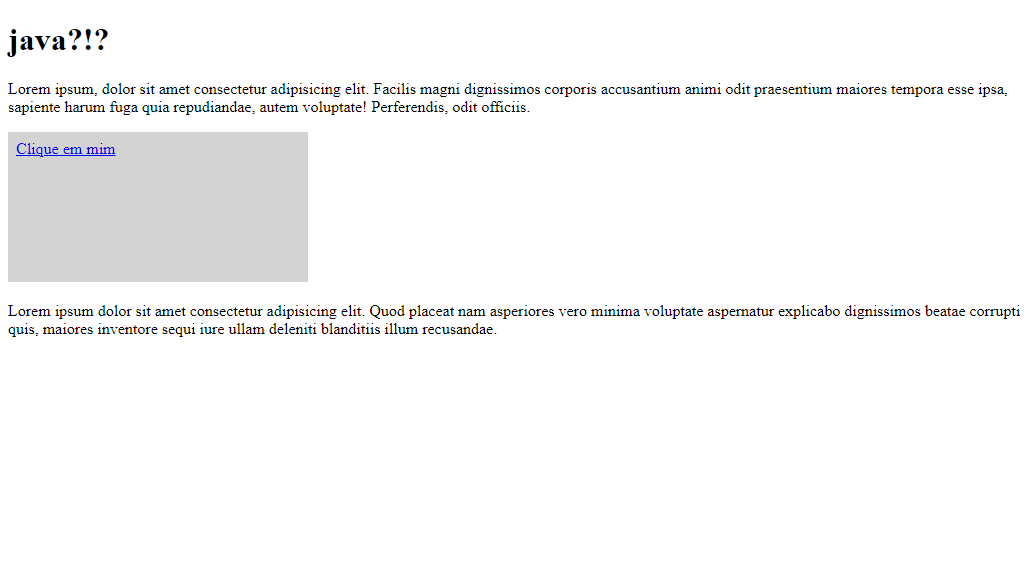 java?!?
Lorem ipsum, dolor sit amet consectetur adipisicing elit. Facilis magni dignissimos corporis accusantium animi odit praesentium maiores tempora esse ipsa,
sapiente harum fuga quia repudiandae, autem voluptate! Perferendis, odit officiis.
Clique em mim
Lorem ipsum dolor sit amet consectetur adipisicing elit. Quod placeat nam asperiores vero minima voluptate aspernatur explicabo dignissimos beatae corrupti
quis, maiores inventore sequi iure ullam deleniti blanditiis illum recusandae.